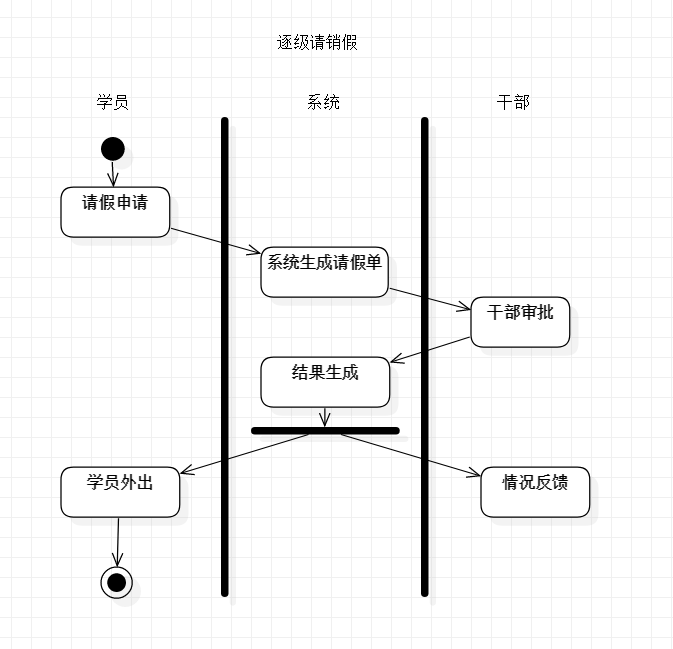 逐级请销假
学员
系统
干部
请假申请
系统生成请假单
干部审批
结果生成
学员外出
情况反馈